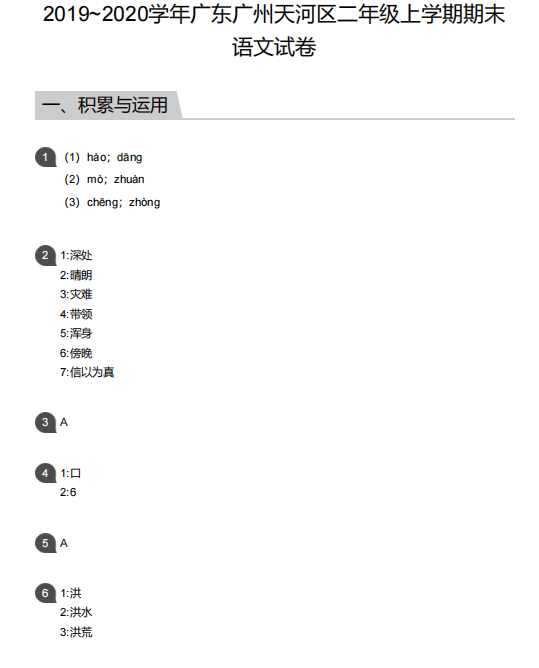 2019~2020学年广东广州天河区二年级上学期期末
语文试卷
一、积累与运用
1 （1）hào；dāng
（2）mò；zhuàn
（3）chēng；zhòng
2 1:深处
2:晴朗
3:灾难
4:带领
5:浑身
6:傍晚
7:信以为真
3 A
4 1:口
2:6
5 A
6 1:洪
2:洪水
3:洪荒